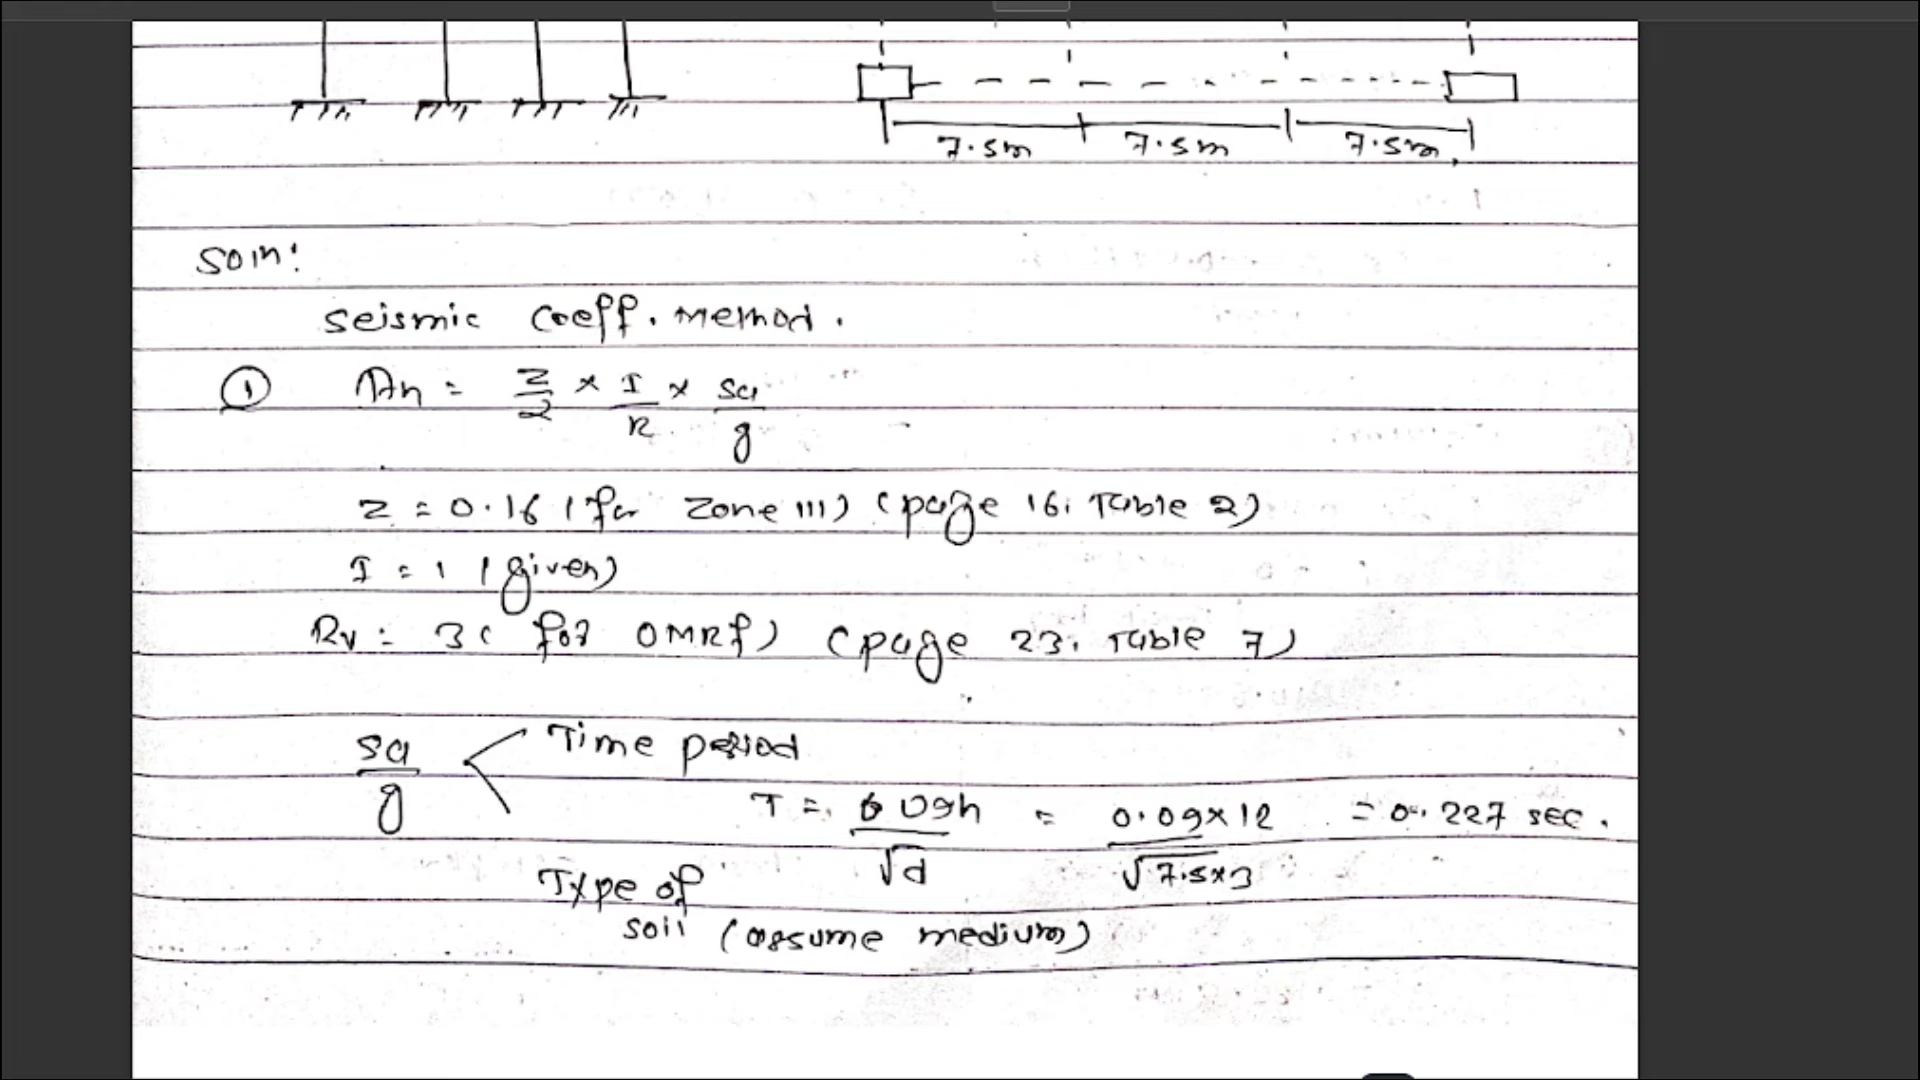 7.5m 7.5m 7.5m
Soln:
Seismic Coeff. Method.
① Ah = Z/2 × I/R × Sa/g
Z = 0.16 (for Zone III) (page 16, Table 2)
I = 1 (given)
Rv = 3 (for OMRF) (page 23, Table 7)
Sa/g < Time period
T = 0.09h/√d = 0.09×12/√7.5×3 = 0.227 sec.
Type of
soil (assume medium)